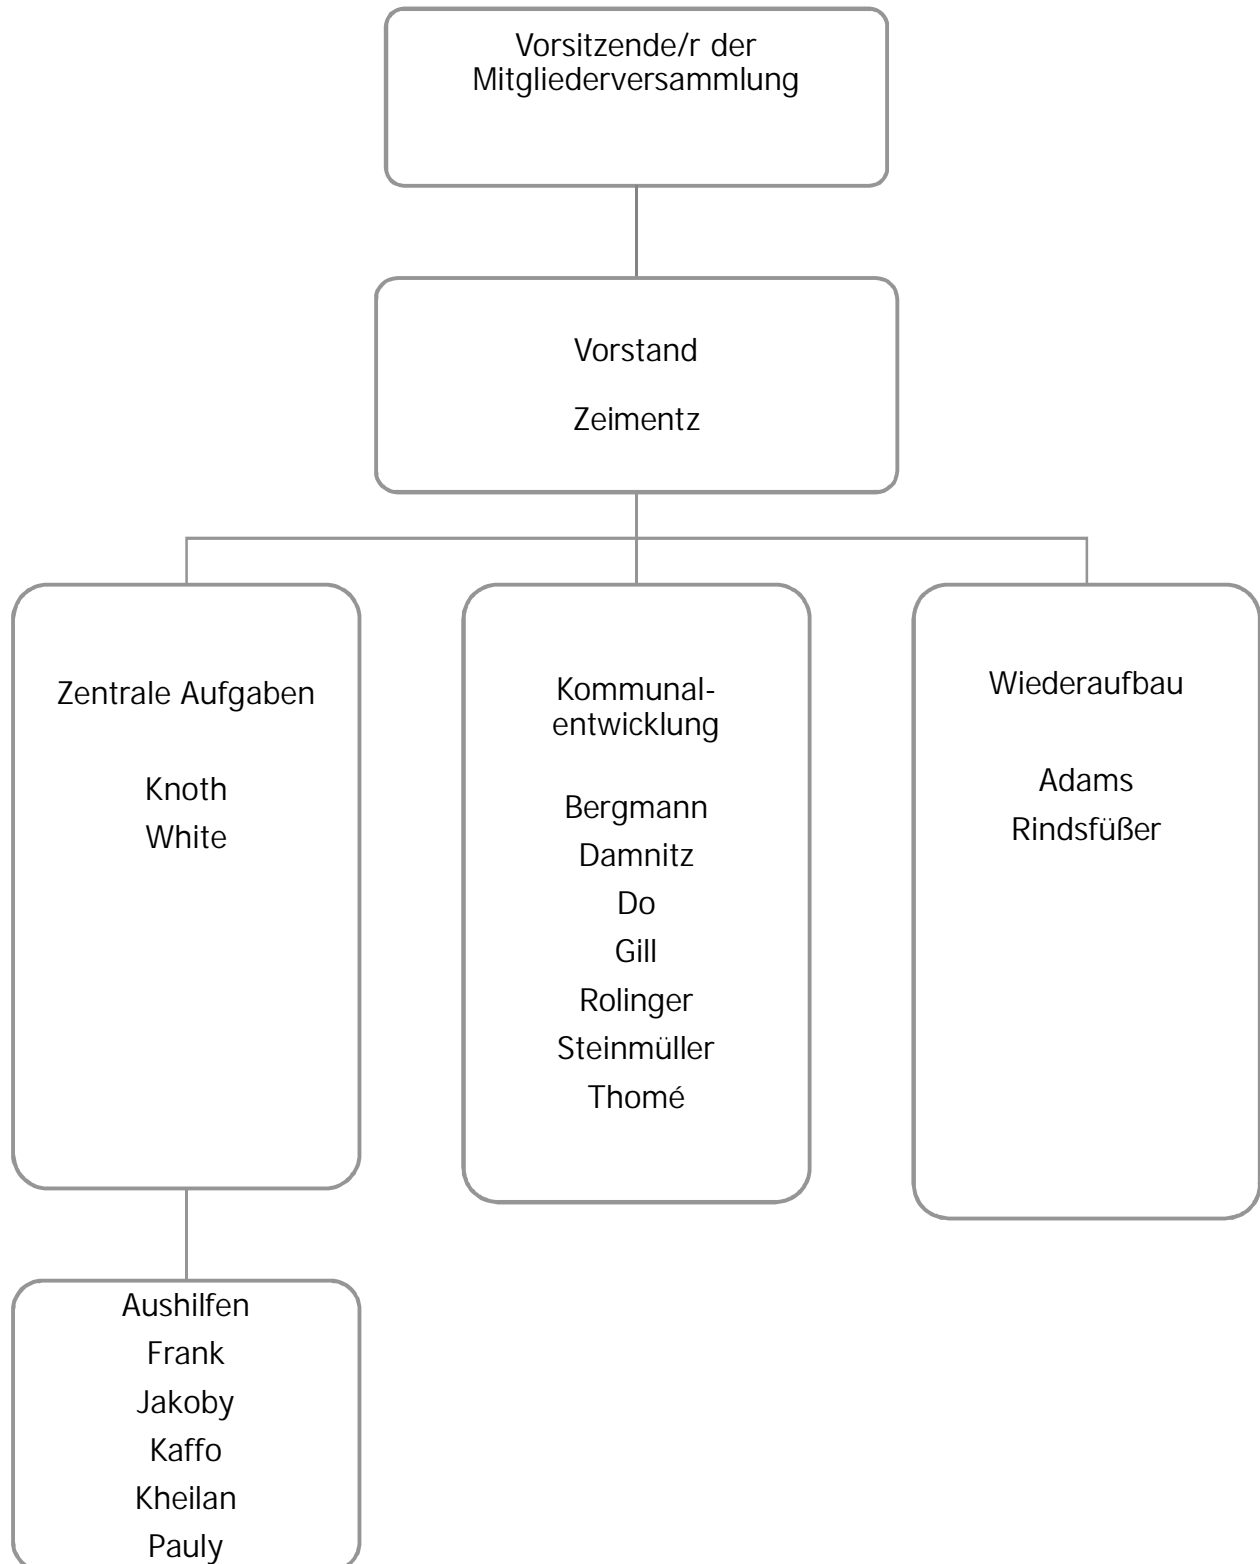 Vorsitzende/r der
Mitgliederversammlung
Vorstand
Zeimentz
Zentrale Aufgaben
Knoth
White
Kommunal-
entwicklung
Bergmann
Damnitz
Do
Gill
Rolinger
Steinmüller
Thomé
Wiederaufbau
Adams
Rindsfüßer
Aushilfen
Frank
Jakoby
Kaffo
Kheilan
Pauly